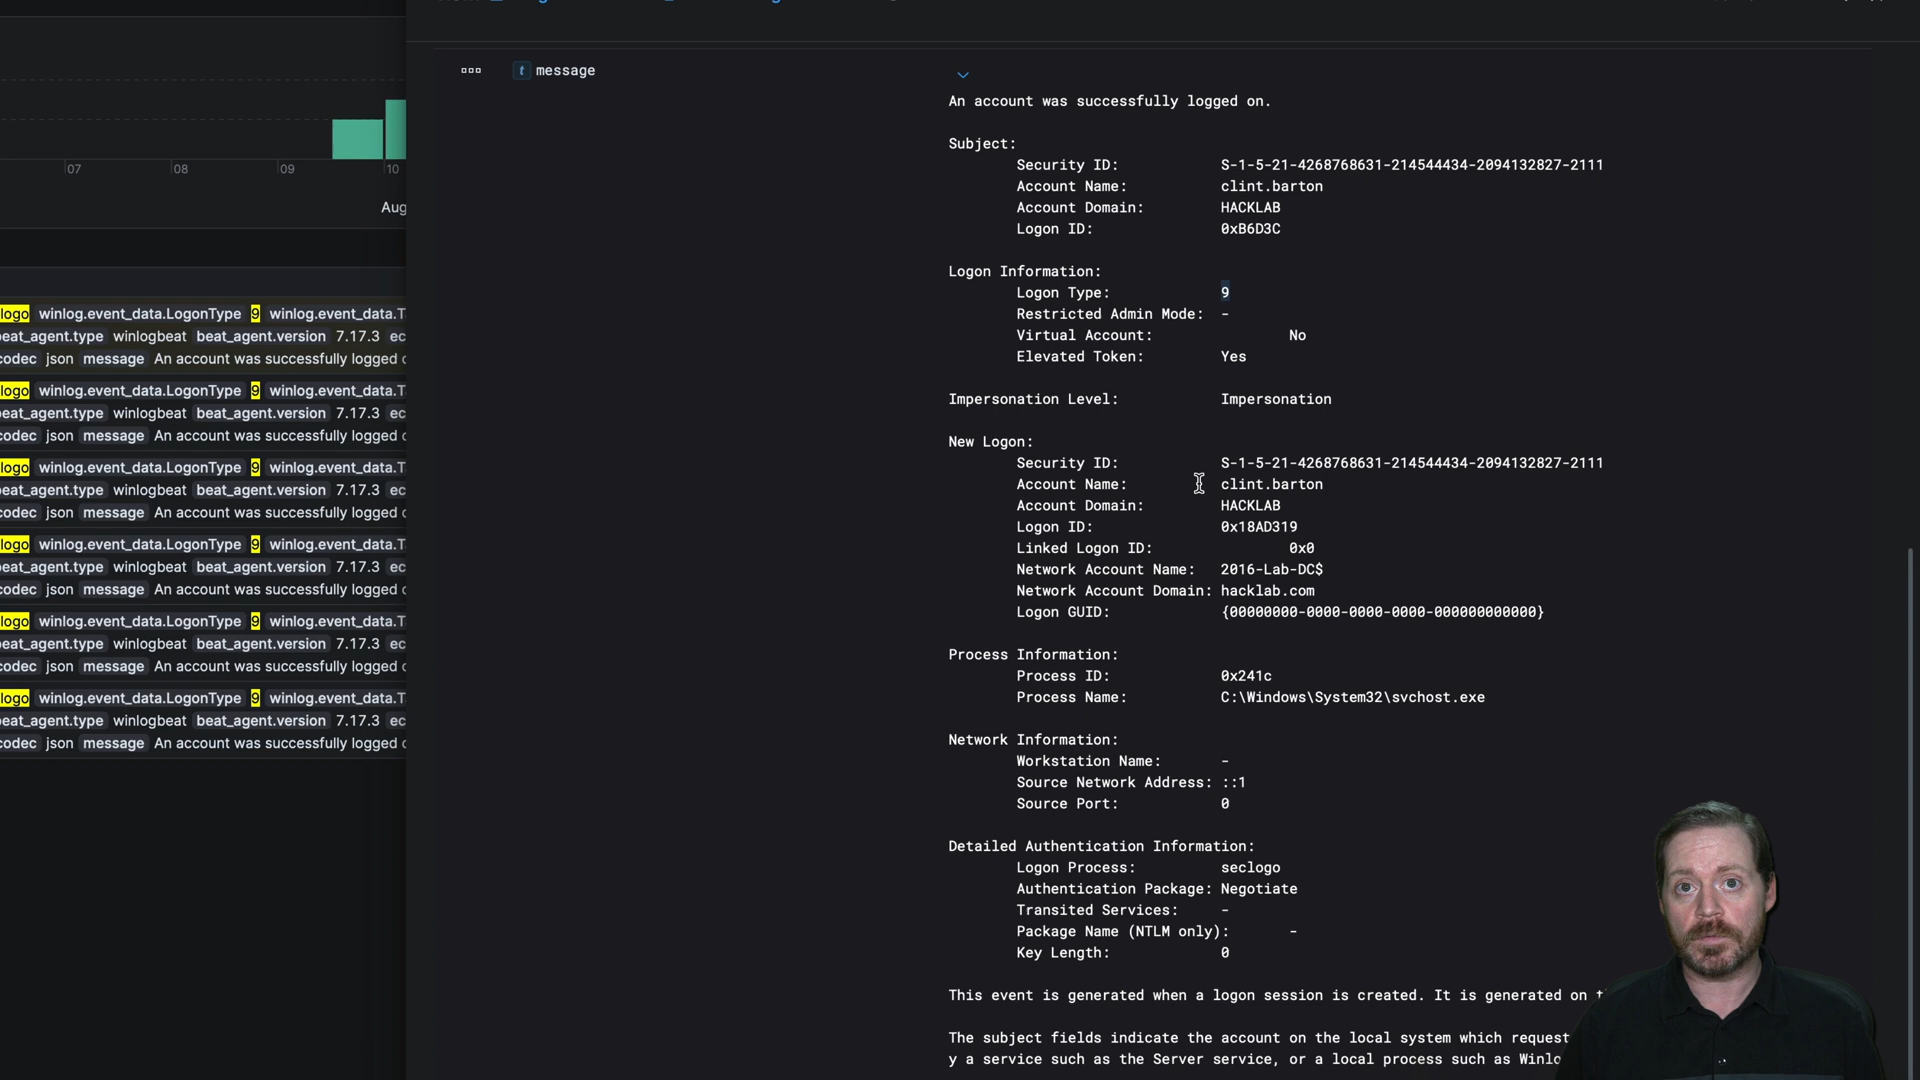 07 08 09 10
Aug
logo winlog.event_data.LogonType 9 winlog.event_data.T
beat_agent.type winlogbeat beat_agent.version 7.17.3 ec
codec json message An account was successfully logged
logo winlog.event_data.LogonType 9 winlog.event_data.T
beat_agent.type winlogbeat beat_agent.version 7.17.3 ec
codec json message An account was successfully logged
logo winlog.event_data.LogonType 9 winlog.event_data.T
beat_agent.type winlogbeat beat_agent.version 7.17.3 ec
codec json message An account was successfully logged
logo winlog.event_data.LogonType 9 winlog.event_data.T
beat_agent.type winlogbeat beat_agent.version 7.17.3 ec
codec json message An account was successfully logged
logo winlog.event_data.LogonType 9 winlog.event_data.T
beat_agent.type winlogbeat beat_agent.version 7.17.3 ec
codec json message An account was successfully logged
logo winlog.event_data.LogonType 9 winlog.event_data.T
beat_agent.type winlogbeat beat_agent.version 7.17.3 ec
codec json message An account was successfully logged
t message
An account was successfully logged on.
Subject:
Security ID: S-1-5-21-4268768631-214544434-2094132827-2111
Account Name: clint.barton
Account Domain: HACKLAB
Logon ID: 0xB6D3C
Logon Information:
Logon Type: 9
Restricted Admin Mode: -
Virtual Account: No
Elevated Token: Yes
Impersonation Level: Impersonation
New Logon:
Security ID: S-1-5-21-4268768631-214544434-2094132827-2111
Account Name: clint.barton
Account Domain: HACKLAB
Logon ID: 0x18AD319
Linked Logon ID: 0x0
Network Account Name: 2016-Lab-DC$
Network Account Domain: hacklab.com
Logon GUID: {00000000-0000-0000-0000-000000000000}
Process Information:
Process ID: 0x241c
Process Name: C:\Windows\System32\svchost.exe
Network Information:
Workstation Name: -
Source Network Address: ::1
Source Port: 0
Detailed Authentication Information:
Logon Process: seclogo
Authentication Package: Negotiate
Transited Services: -
Package Name (NTLM only): -
Key Length: 0
This event is generated when a logon session is created. It is generated on t
The subject fields indicate the account on the local system which request
y a service such as the Server service, or a local process such as Winlo